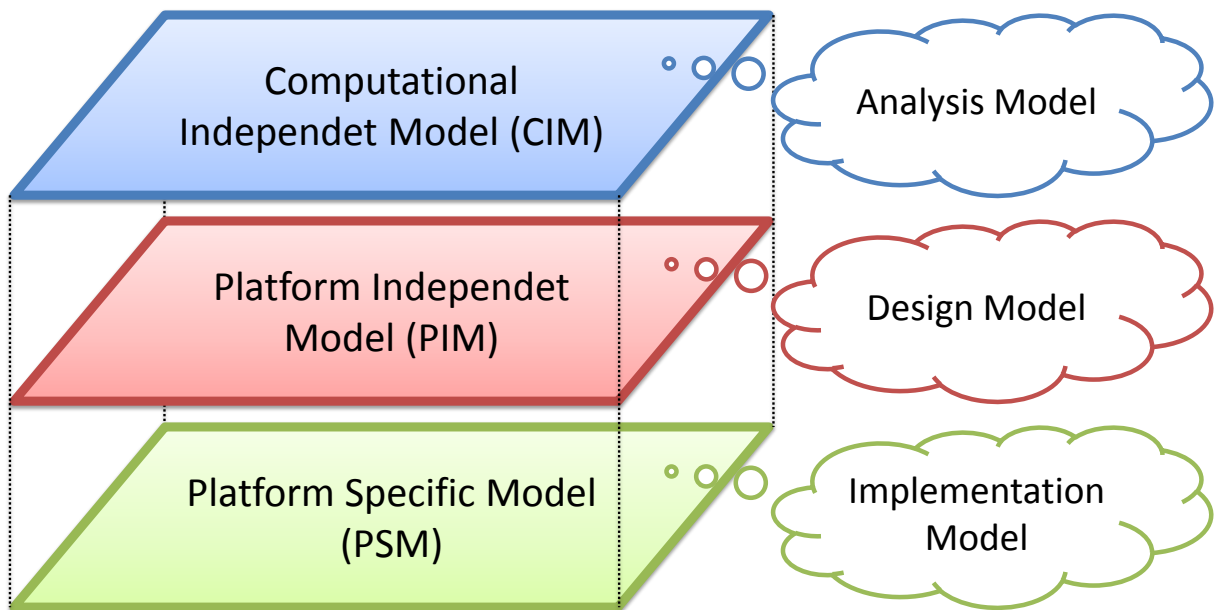 Computational
Independet Model (CIM)
Analysis Model
Platform Independet
Model (PIM)
Design Model
Platform Specific Model
(PSM)
Implementation
Model